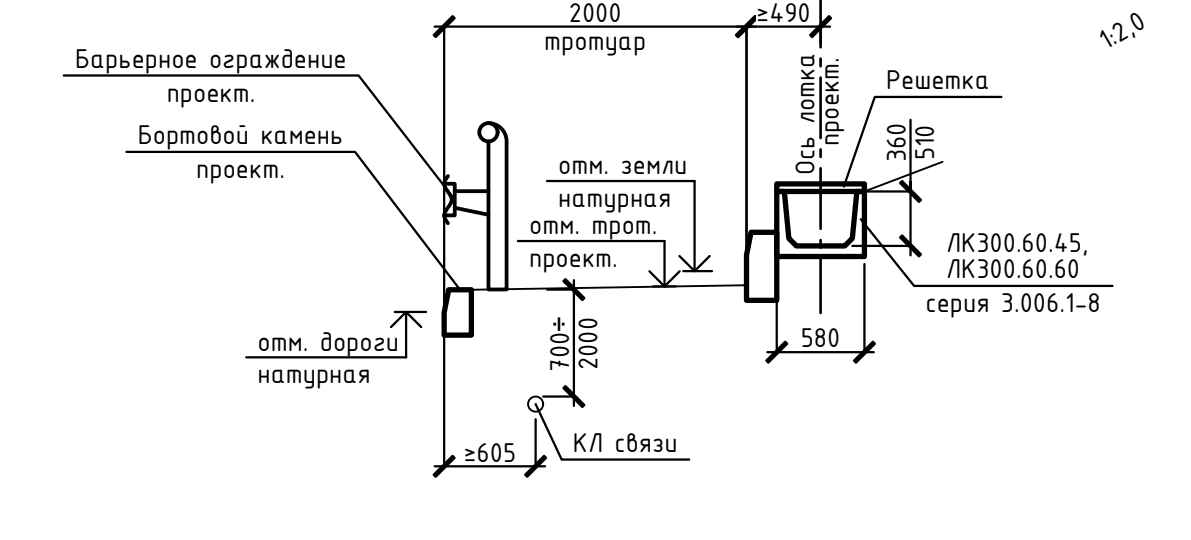 2000
≥490
1:2,0
тротуар
Барьерное ограждение
проект.
Ось лотка
проект.
Решетка
Бортовой камень
проект.
360
510
отм. земли
натурная
отм. трот.
проект.
ЛК300.60.45,
ЛК300.60.60
серия 3.006.1-8
отм. дороги
натурная
700÷
2000
580
КЛ связи
≥605